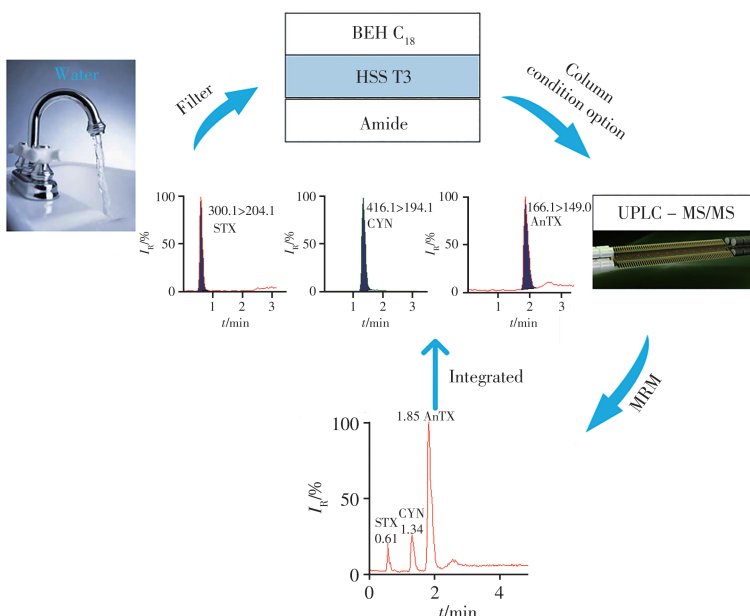 Water
Filter
BEH C18
HSS T3
Amide
Column
condition option
UPLC – MS/MS
MRM
100
50
0
IR/%
300.1>204.1
STX
1
2
3
t/min
100
50
0
IR/%
416.1>194.1
CYN
1
2
3
t/min
100
50
0
IR/%
166.1>149.0
AnTX
1
2
3
t/min
Integrated
1.85 AnTX
100
50
0
IR/%
STX
0.61
CYN
1.34
0
2
4
t/min